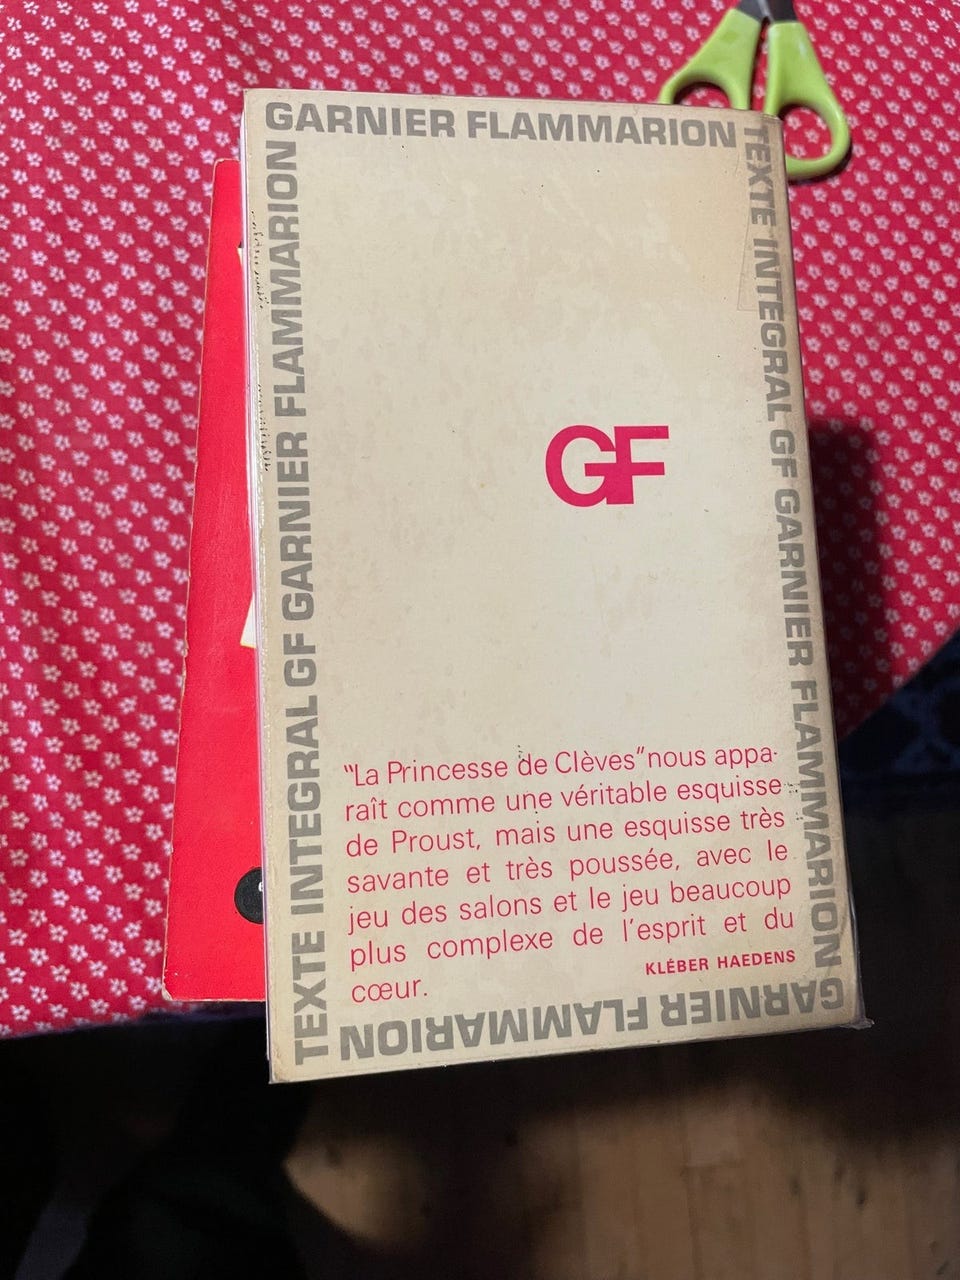 GARNIER FLAMMARION
TEXTE INTEGRAL GF GARNIER FLAMMARION
TEXTE INTEGRAL GF GARNIER FLAMMARION
GF
"La Princesse de Clèves" nous appa-
raît comme une véritable esquisse
de Proust, mais une esquisse très
savante et très poussée, avec le
jeu des salons et le jeu beaucoup
plus complexe de l'esprit et du
cœur.
KLÉBER HAEDENS
GARNIER FLAMMARION